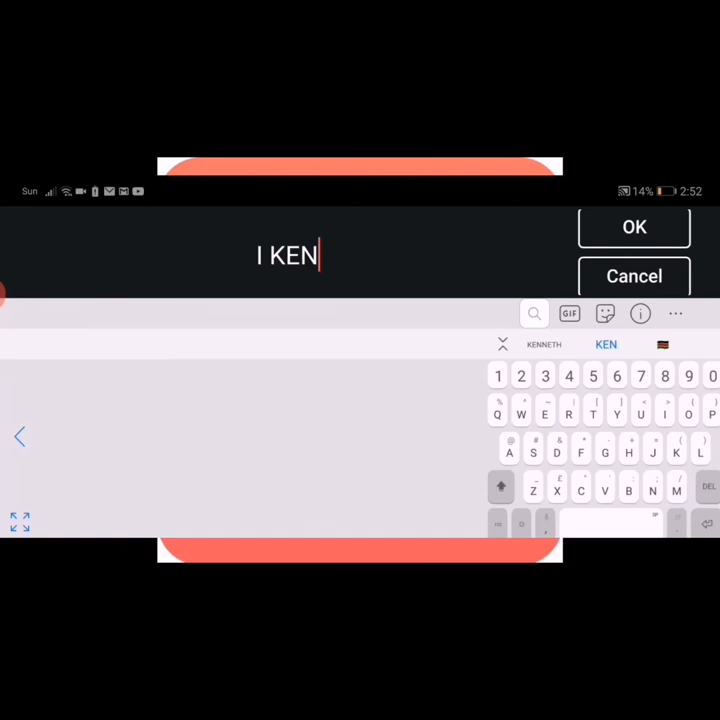 Sun 14% 2:52
I KEN
OK
Cancel
GIF
KENNETH KEN
1 2 3 4 5 6 7 8 9 0
% ^ ~ | [ ] < > { }
Q W E R T Y U I O P
@ # & * - + = ( )
A S D F G H J K L
_ £ " ' : ; /
Z X C V B N M DEL
,
.